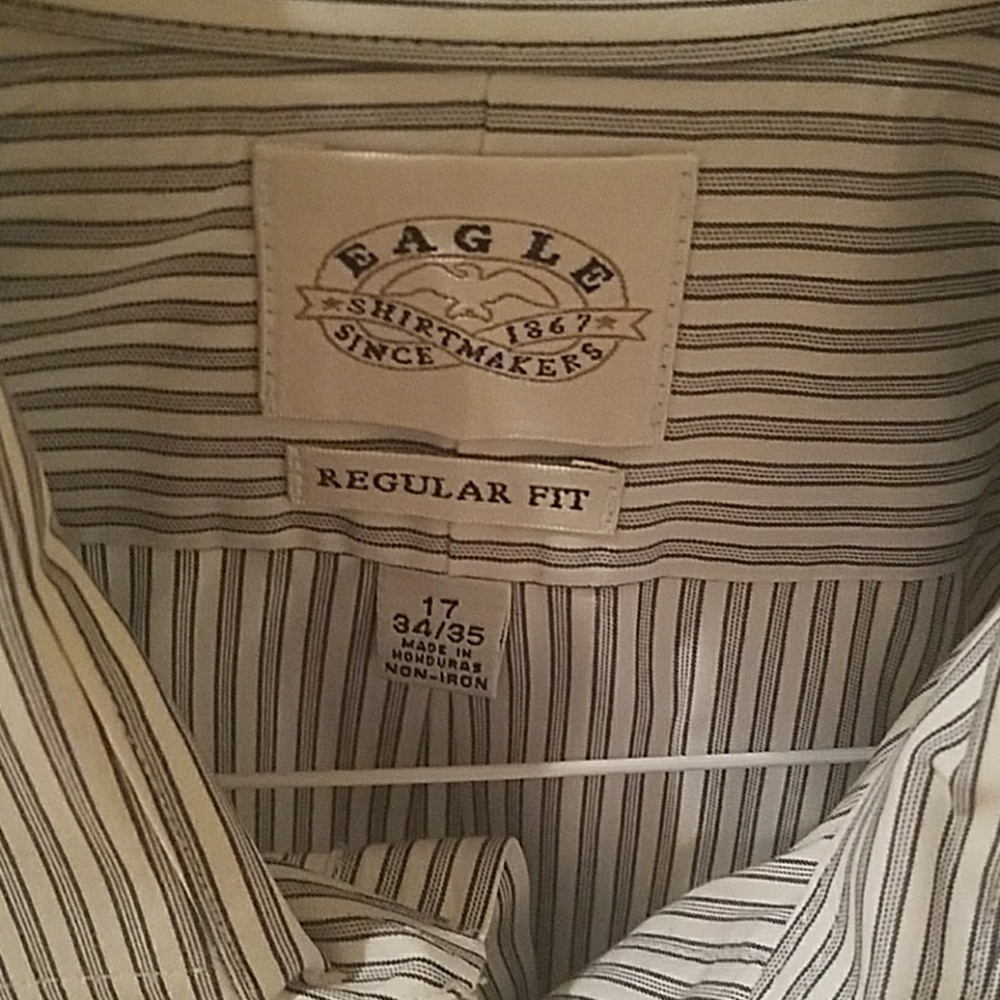 EAGLE
SHIRTMAKERS
SINCE 1867
REGULAR FIT
17
34/35
MADE IN
HONDURAS
NON-IRON